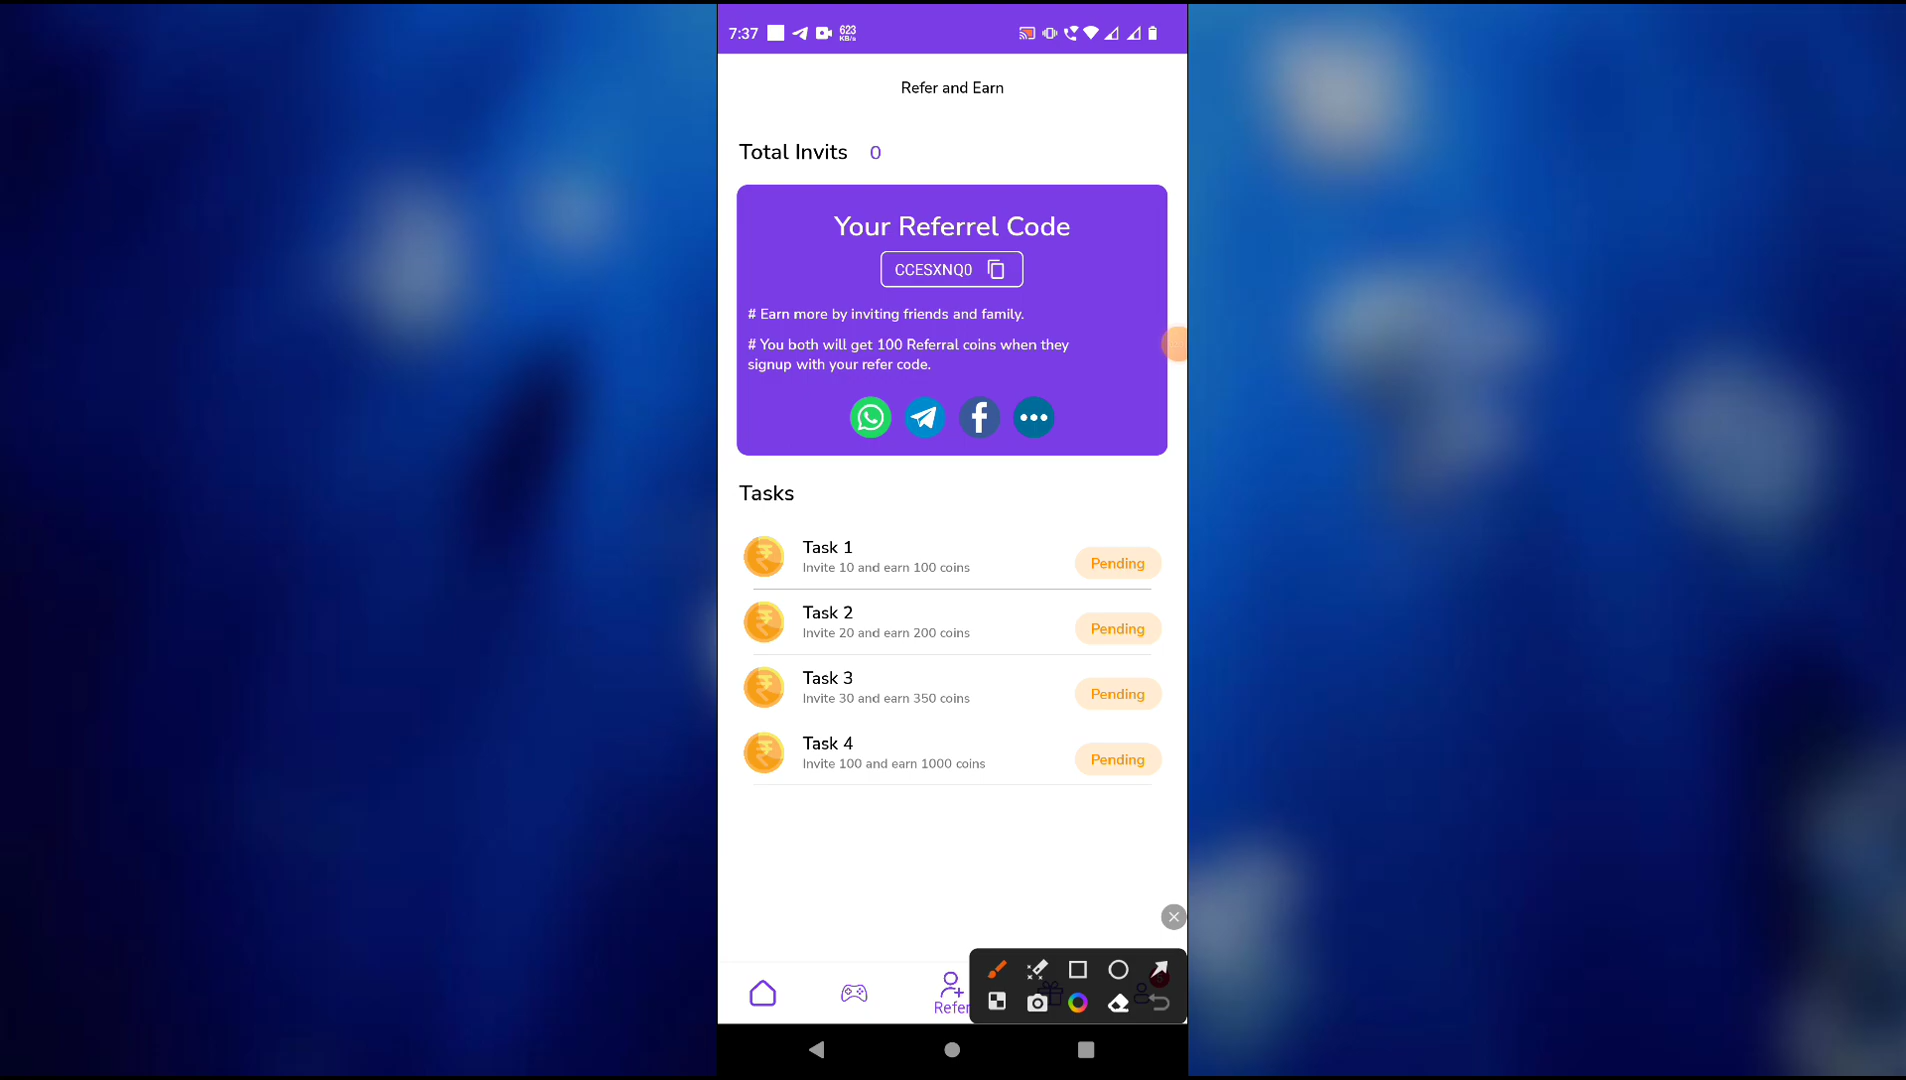 7:37 623 KB/s
Refer and Earn
Total Invits 0
Your Referrel Code
CCESXNQ0
# Earn more by inviting friends and family.
# You both will get 100 Referral coins when they
signup with your refer code.
Tasks
Task 1
Invite 10 and earn 100 coins
Pending
Task 2
Invite 20 and earn 200 coins
Pending
Task 3
Invite 30 and earn 350 coins
Pending
Task 4
Invite 100 and earn 1000 coins
Pending
Refer